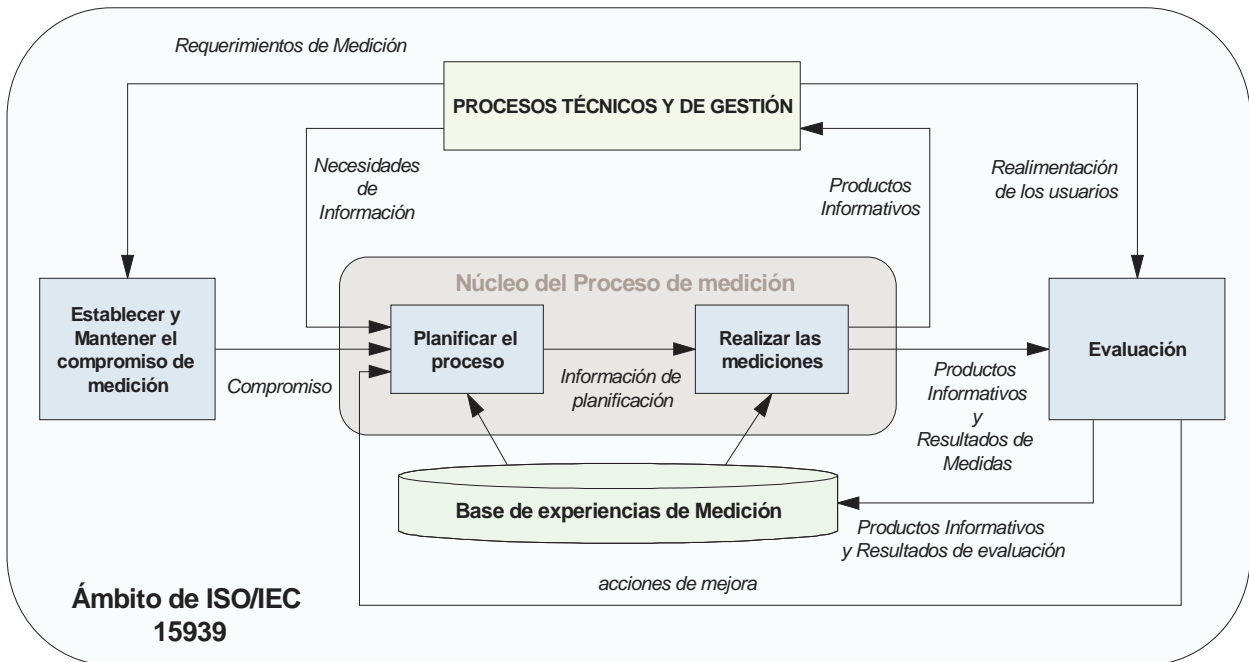 Requerimientos de Medición
PROCESOS TÉCNICOS Y DE GESTIÓN
Necesidades
de
Información
Productos
Informativos
Realimentación
de los usuarios
Núcleo del Proceso de medición
Establecer y
Mantener el
compromiso de
medición
Compromiso
Planificar el
proceso
Información de
planificación
Realizar las
mediciones
Productos
Informativos
y
Resultados de
Medidas
Evaluación
Base de experiencias de Medición
Productos Informativos
y Resultados de evaluación
acciones de mejora
Ámbito de ISO/IEC
15939